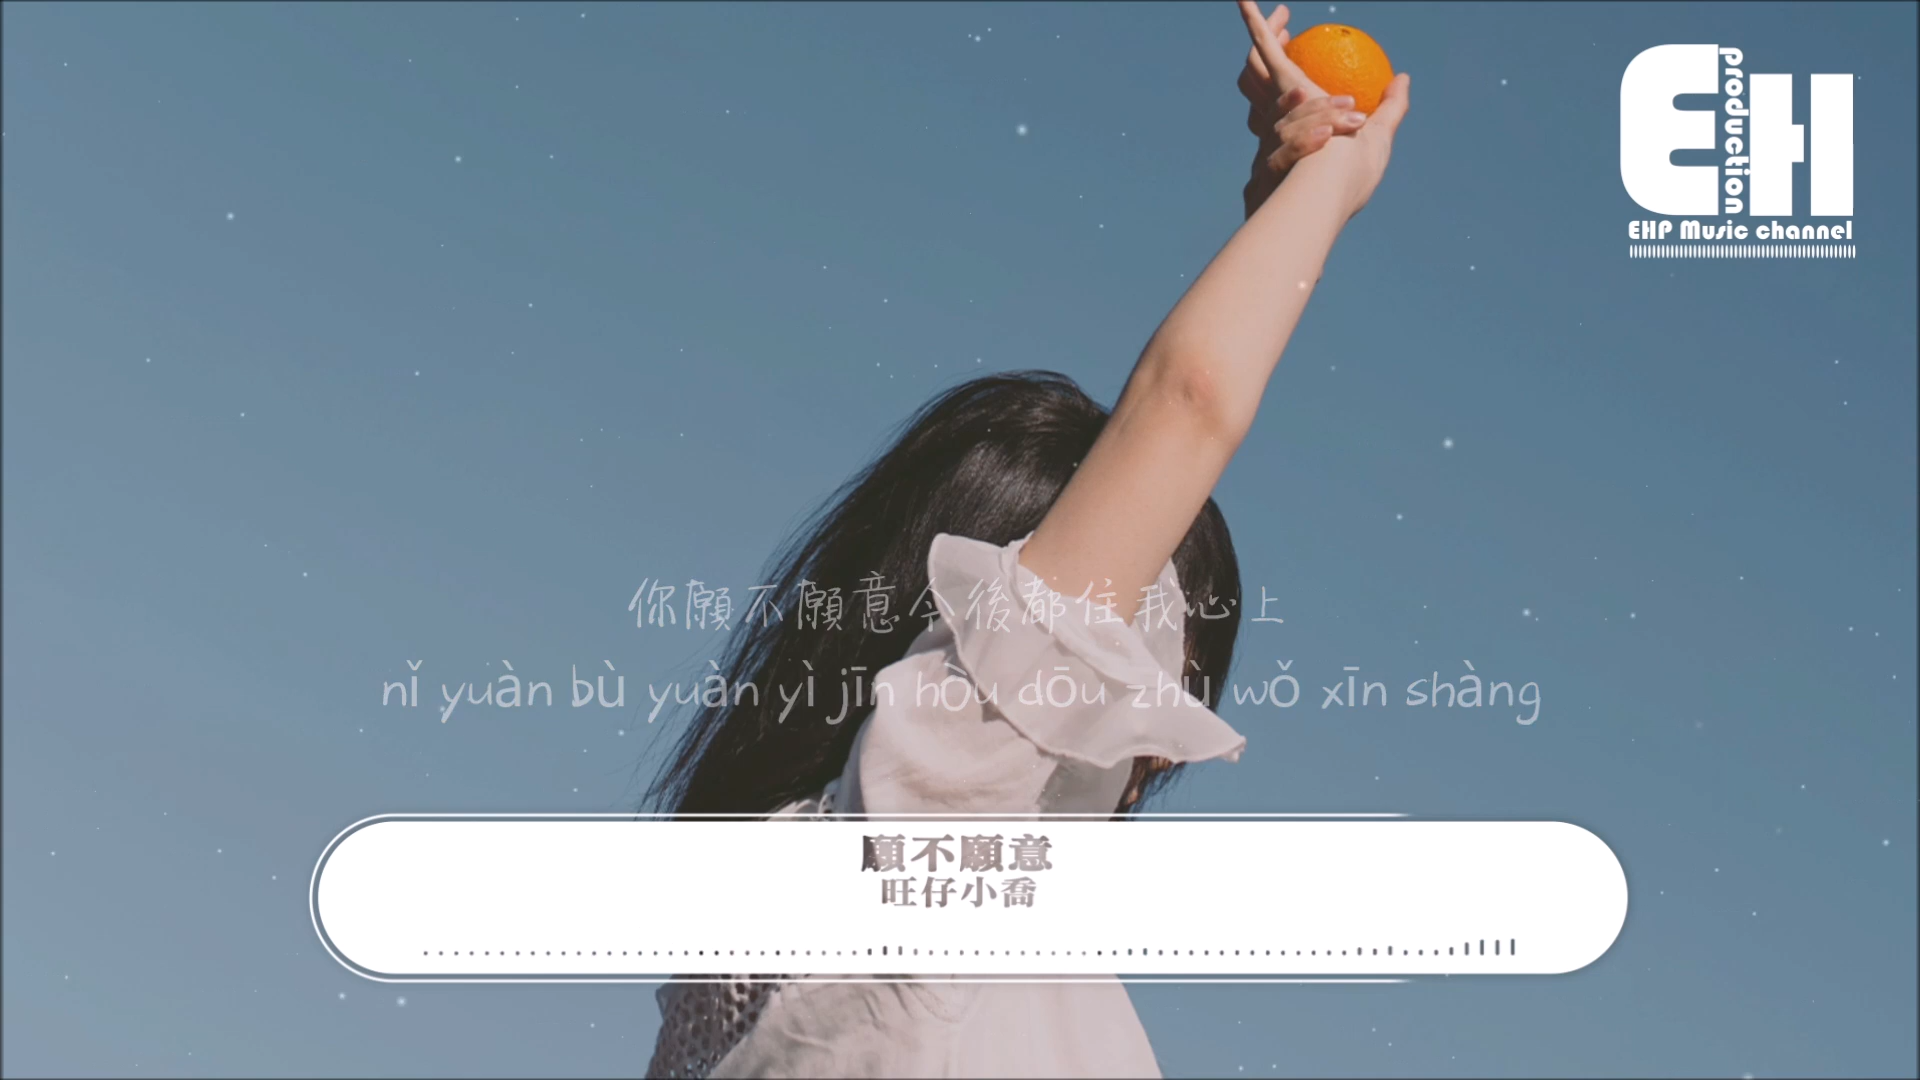 EH
production
EHP Music channel
你願不願意今後都住我心上
nǐ yuàn bù yuàn yì jīn hòu dōu zhù wǒ xīn shàng
願不願意
旺仔小喬